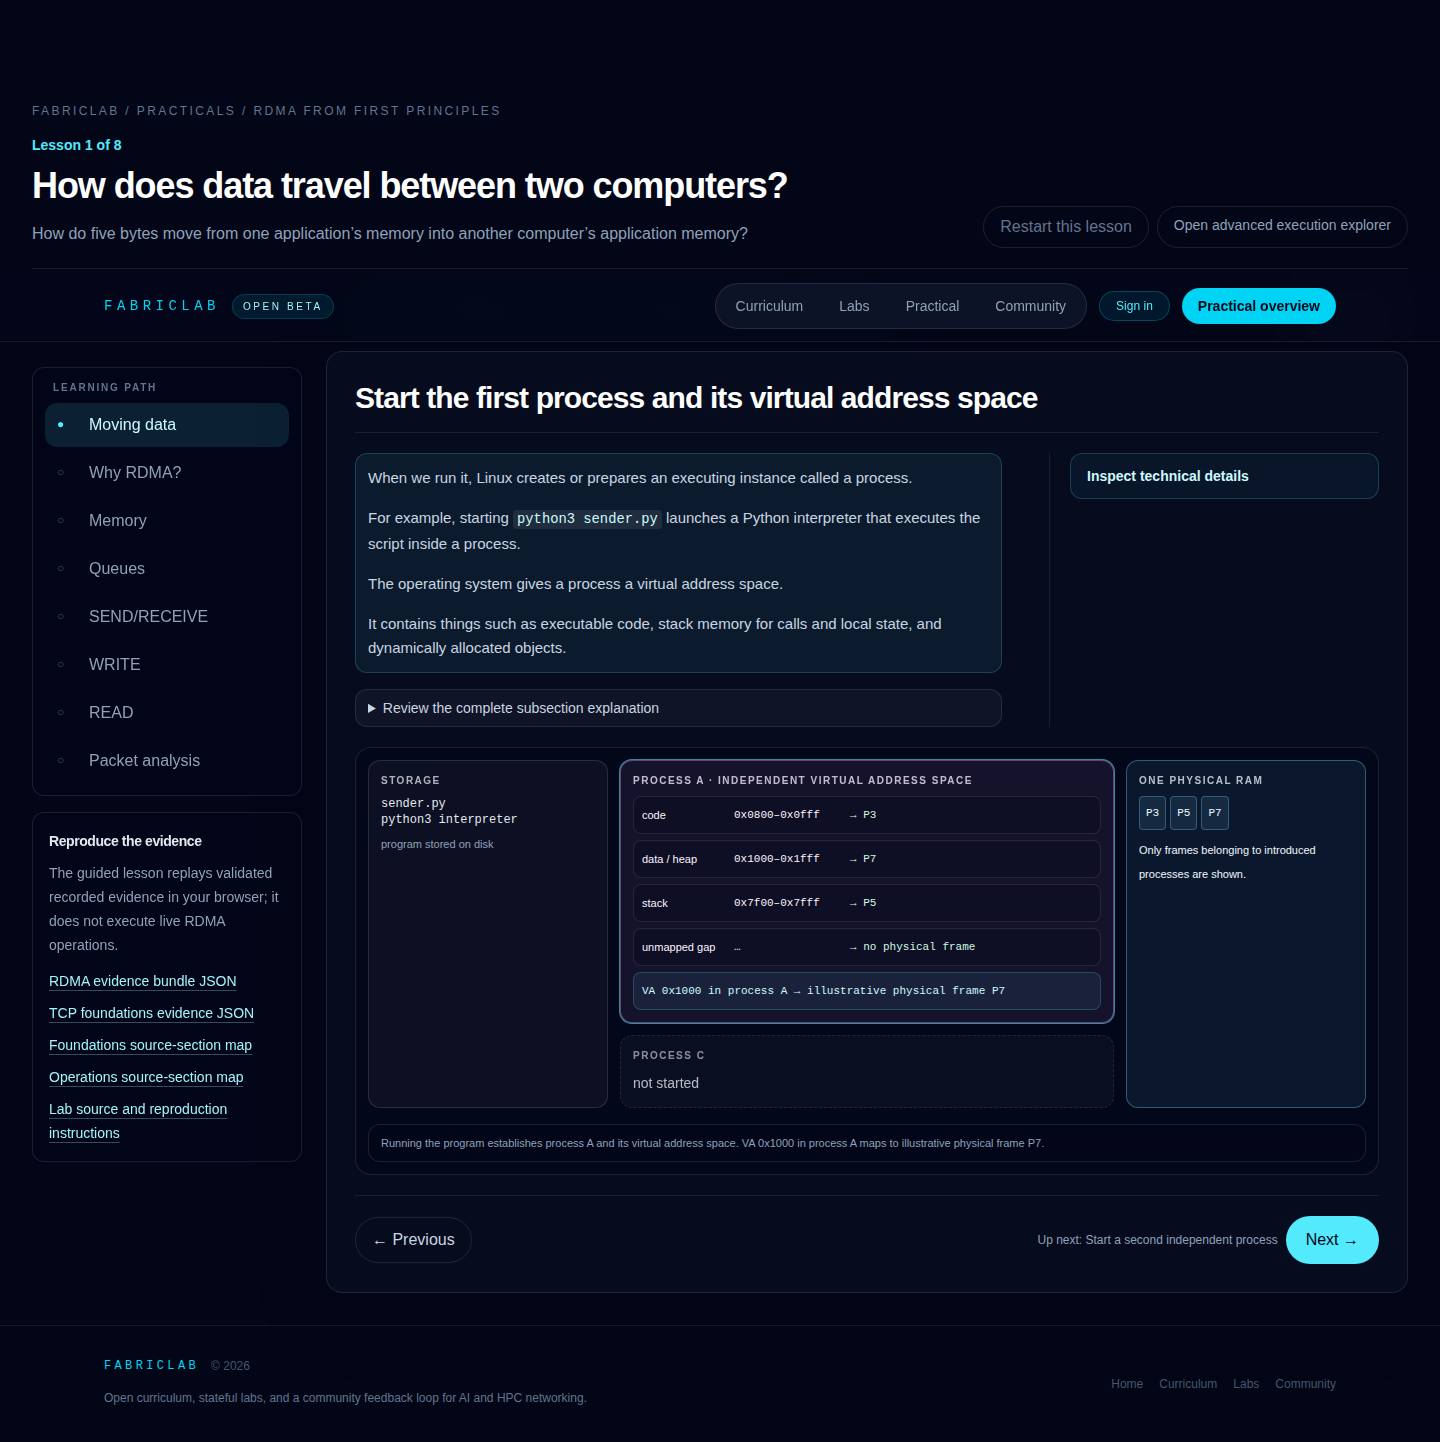 FABRICLAB / PRACTICALS / RDMA FROM FIRST PRINCIPLES
Lesson 1 of 8
How does data travel between two computers?
How do five bytes move from one application’s memory into another computer’s application memory?
Restart this lesson
Open advanced execution explorer
FABRICLAB
OPEN BETA
Curriculum
Labs
Practical
Community
Sign in
Practical overview
LEARNING PATH
Moving data
Why RDMA?
Memory
Queues
SEND/RECEIVE
WRITE
READ
Packet analysis
Reproduce the evidence
The guided lesson replays validated
recorded evidence in your browser; it
does not execute live RDMA
operations.
RDMA evidence bundle JSON
TCP foundations evidence JSON
Foundations source-section map
Operations source-section map
Lab source and reproduction
instructions
Start the first process and its virtual address space
When we run it, Linux creates or prepares an executing instance called a process.
For example, starting python3 sender.py launches a Python interpreter that executes the
script inside a process.
The operating system gives a process a virtual address space.
It contains things such as executable code, stack memory for calls and local state, and
dynamically allocated objects.
▶ Review the complete subsection explanation
Inspect technical details
STORAGE
sender.py
python3 interpreter
program stored on disk
PROCESS A · INDEPENDENT VIRTUAL ADDRESS SPACE
code 0x0800–0x0fff → P3
data / heap 0x1000–0x1fff → P7
stack 0x7f00–0x7fff → P5
unmapped gap … → no physical frame
VA 0x1000 in process A → illustrative physical frame P7
PROCESS C
not started
ONE PHYSICAL RAM
P3 P5 P7
Only frames belonging to introduced
processes are shown.
Running the program establishes process A and its virtual address space. VA 0x1000 in process A maps to illustrative physical frame P7.
← Previous
Up next: Start a second independent process
Next →
FABRICLAB © 2026
Open curriculum, stateful labs, and a community feedback loop for AI and HPC networking.
Home Curriculum Labs Community